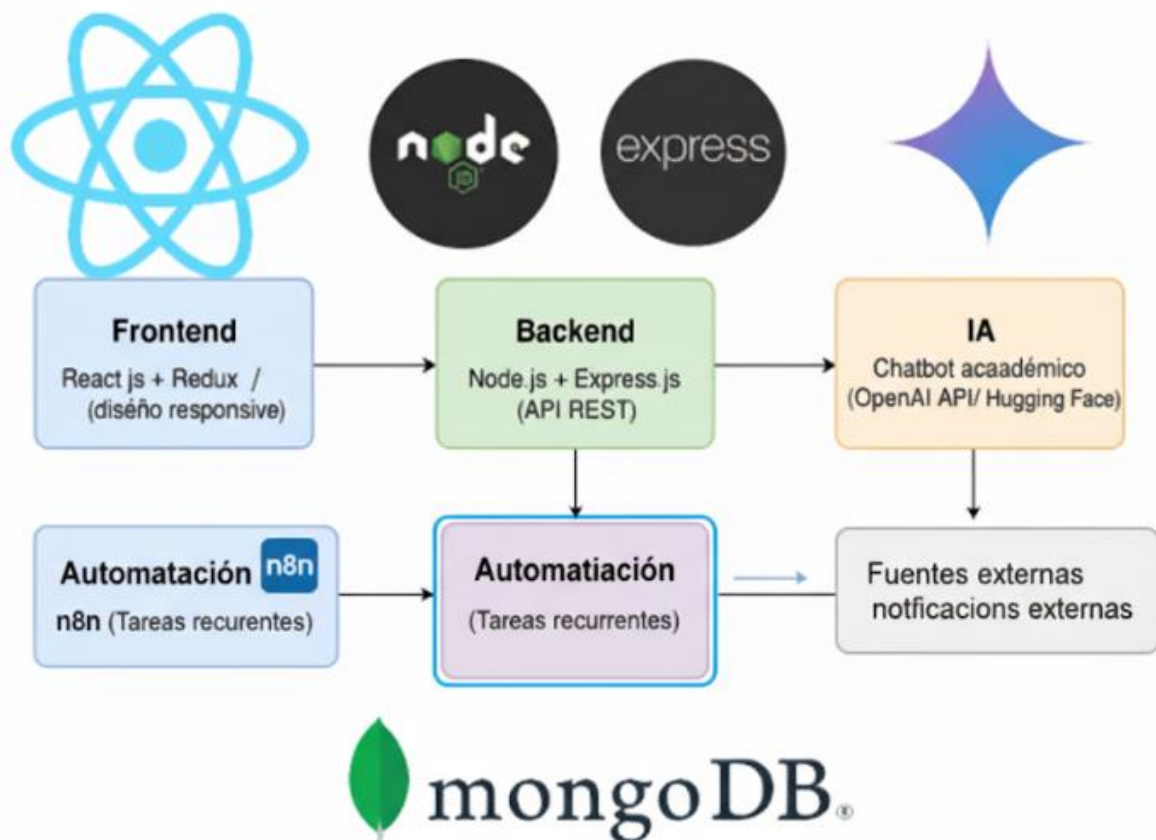 node
js
express
Frontend
React js + Redux /
(diséño responsive)
Backend
Node.js + Express.js
(API REST)
IA
Chatbot acaadémico
(OpenAI API/ Hugging Face)
Automatación n8n
n8n (Tareas recurentes)
Automatiación
(Tareas recurrentes)
Fuentes externas
notficacions externas
mongoDB®